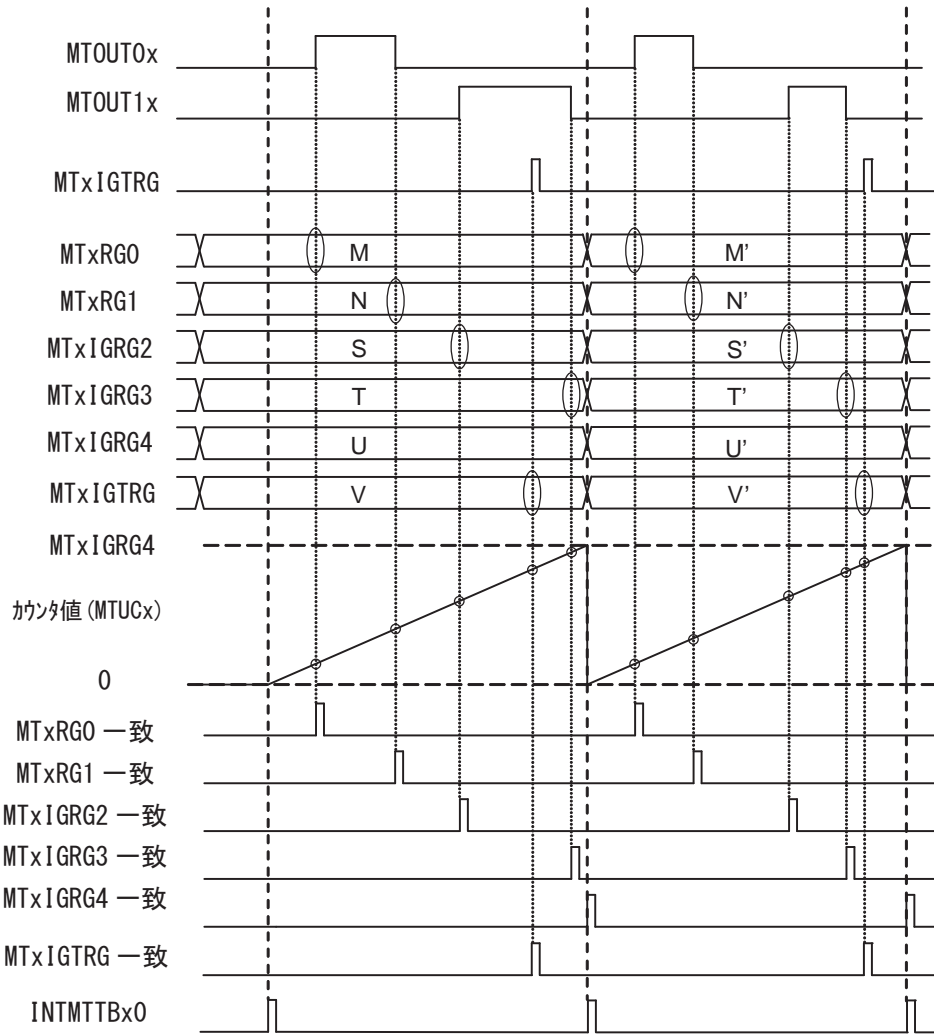 MTOUT0x
MTOUT1x
MTxIGTRG
MTxRG0 M M’
MTxRG1 N N’
MTxIGRG2 S S’
MTxIGRG3 T T’
MTxIGRG4 U U’
MTxIGTRG V V’
MTxIGRG4
ｶｳﾝﾀ値(MTUCx)
0
MTxRG0 一致
MTxRG1 一致
MTxIGRG2 一致
MTxIGRG3 一致
MTxIGRG4 一致
MTxIGTRG 一致
INTMTTBx0